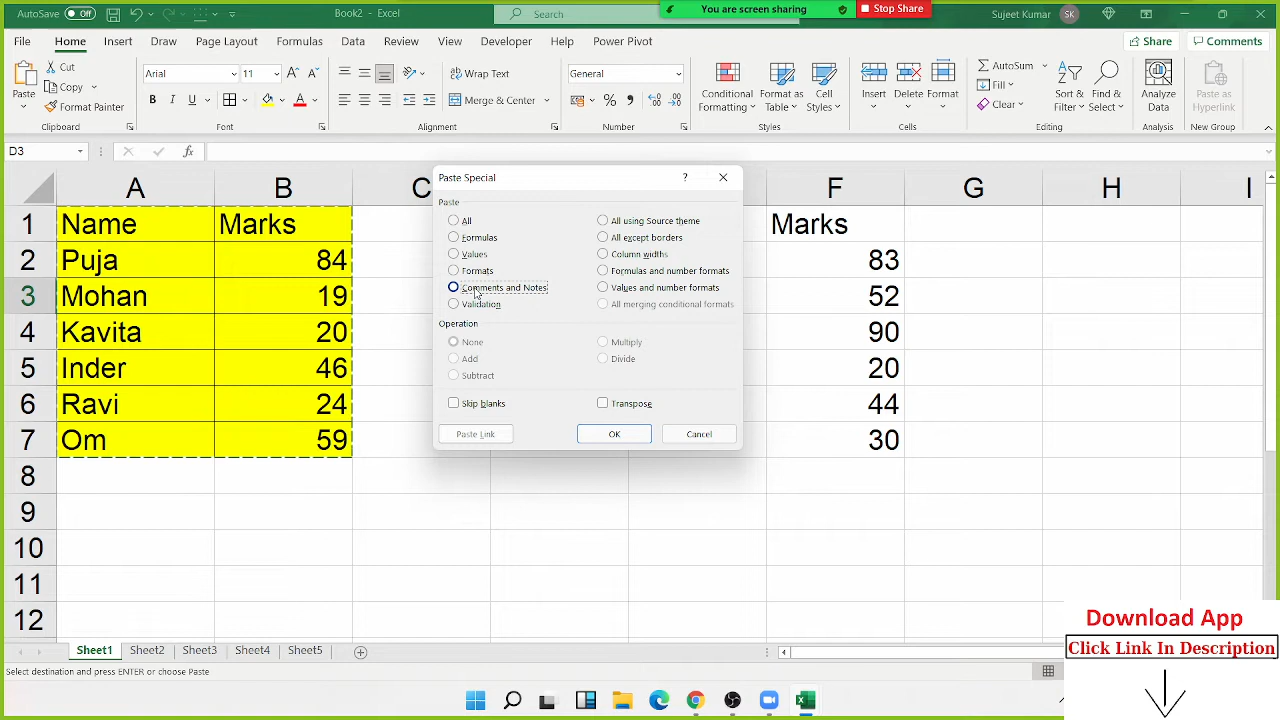 AutoSave Off
Book2 - Excel
Search
You are screen sharing
Stop Share
Sujeet Kumar
SK
File Home Insert Draw Page Layout Formulas Data Review View Developer Help Power Pivot
Share
Comments
Paste
Cut
Copy
Format Painter
Clipboard
Arial 11
B I U
Font
Wrap Text
Merge & Center
Alignment
General
Number
Conditional Formatting
Format as Table
Cell Styles
Styles
Insert Delete Format
Cells
AutoSum
Fill
Clear
Sort & Filter
Find & Select
Editing
Analyze Data
Analysis
Paste as Hyperlink
New Group
D3
fx
A B C F G H I
1 Name Marks Marks
2 Puja 84 83
3 Mohan 19 52
4 Kavita 20 90
5 Inder 46 20
6 Ravi 24 44
7 Om 59 30
8
9
10
11
12
Paste Special
?
Paste
All
All using Source theme
Formulas
All except borders
Values
Column widths
Formats
Formulas and number formats
Comments and Notes
Values and number formats
Validation
All merging conditional formats
Operation
None
Multiply
Add
Divide
Subtract
Skip blanks
Transpose
Paste Link
OK
Cancel
Sheet1 Sheet2 Sheet3 Sheet4 Sheet5
Select destination and press ENTER or choose Paste
Download App
Click Link In Description